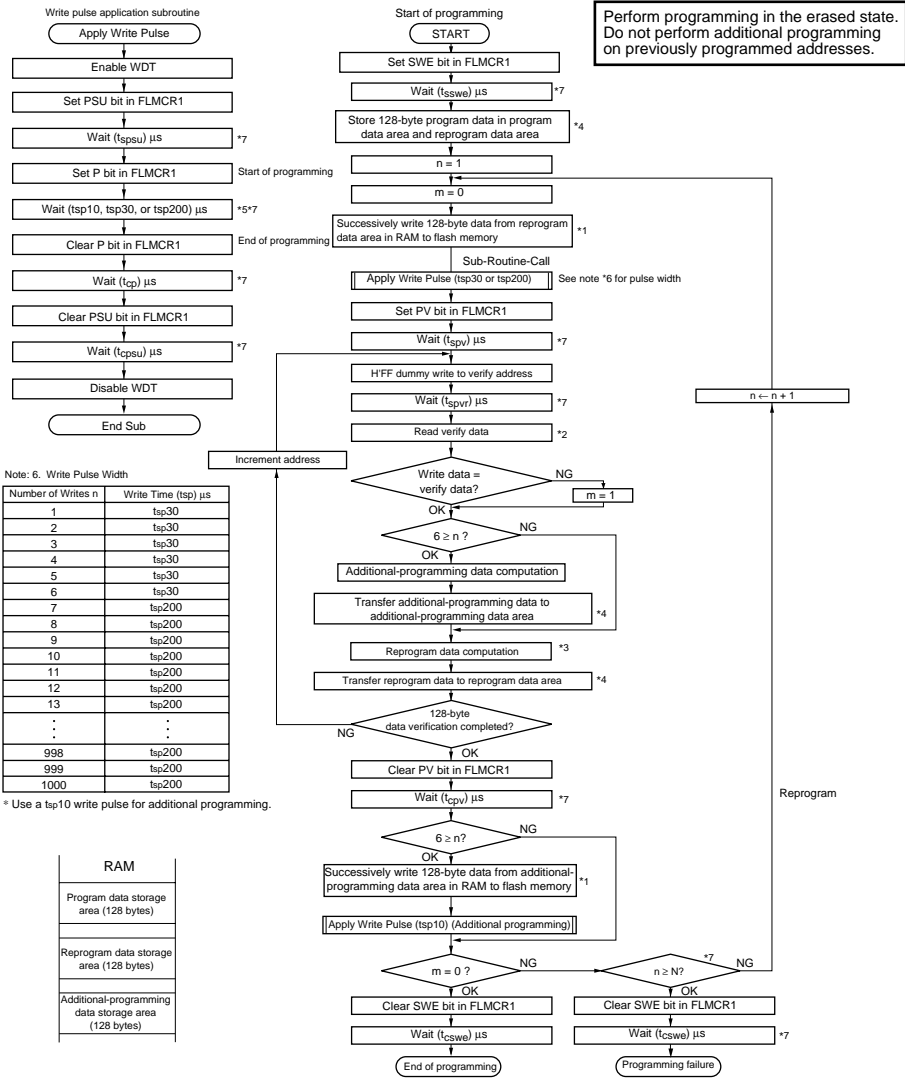 Write pulse application subroutine
Apply Write Pulse
Enable WDT
Set PSU bit in FLMCR1
Wait (tspsu) μs
*7
Set P bit in FLMCR1
Start of programming
Wait (tsp10, tsp30, or tsp200) μs
*5*7
Clear P bit in FLMCR1
End of programming
Wait (tcp) μs
*7
Clear PSU bit in FLMCR1
Wait (tcpsu) μs
*7
Disable WDT
End Sub
Note: 6. Write Pulse Width
Number of Writes n
Write Time (tsp) μs
1
tsp30
2
tsp30
3
tsp30
4
tsp30
5
tsp30
6
tsp30
7
tsp200
8
tsp200
9
tsp200
10
tsp200
11
tsp200
12
tsp200
13
tsp200
998
tsp200
999
tsp200
1000
tsp200
* Use a tsp10 write pulse for additional programming.
RAM
Program data storage
area (128 bytes)
Reprogram data storage
area (128 bytes)
Additional-programming
data storage area
(128 bytes)
Start of programming
START
Set SWE bit in FLMCR1
Wait (tsswe) μs
*7
Store 128-byte program data in program
data area and reprogram data area
*4
n = 1
m = 0
Successively write 128-byte data from reprogram
data area in RAM to flash memory
*1
Sub-Routine-Call
Apply Write Pulse (tsp30 or tsp200)
See note *6 for pulse width
Set PV bit in FLMCR1
Wait (tspv) μs
*7
H'FF dummy write to verify address
Wait (tspvr) μs
*7
Read verify data
*2
Increment address
Write data =
verify data?
NG
m = 1
OK
6 ≥ n ?
NG
OK
Additional-programming data computation
Transfer additional-programming data to
additional-programming data area
*4
Reprogram data computation
*3
Transfer reprogram data to reprogram data area
*4
128-byte
data verification completed?
NG
OK
Clear PV bit in FLMCR1
Wait (tcpv) μs
*7
6 ≥ n?
NG
OK
Successively write 128-byte data from additional-
programming data area in RAM to flash memory
*1
Apply Write Pulse (tsp10) (Additional programming)
m = 0 ?
NG
OK
Clear SWE bit in FLMCR1
Wait (tcswe) μs
End of programming
*7
n ≥ N?
NG
OK
Clear SWE bit in FLMCR1
Wait (tcswe) μs
*7
Programming failure
n ← n + 1
Reprogram
Perform programming in the erased state.
Do not perform additional programming
on previously programmed addresses.